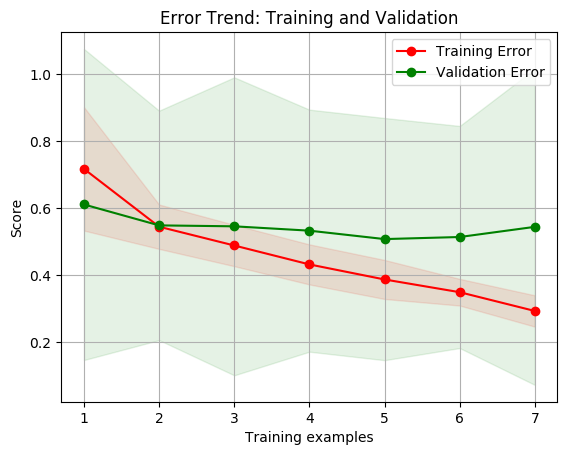 Error Trend: Training and Validation
Training Error
Validation Error
1.0
0.8
0.6
0.4
0.2
Score
1 2 3 4 5 6 7
Training examples